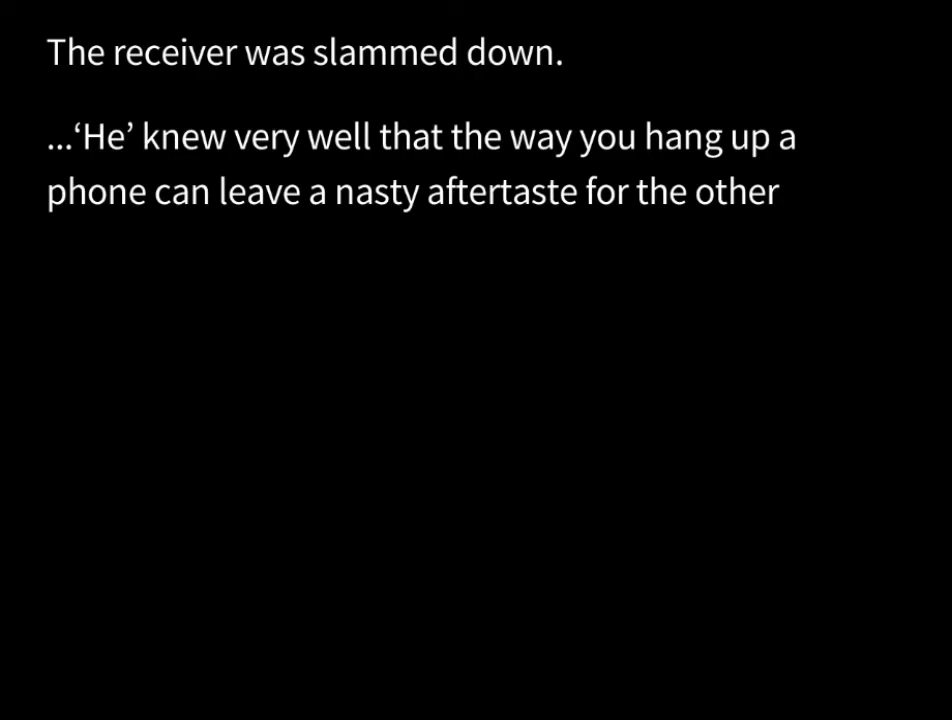 The receiver was slammed down.
...‘He’ knew very well that the way you hang up a
phone can leave a nasty aftertaste for the other